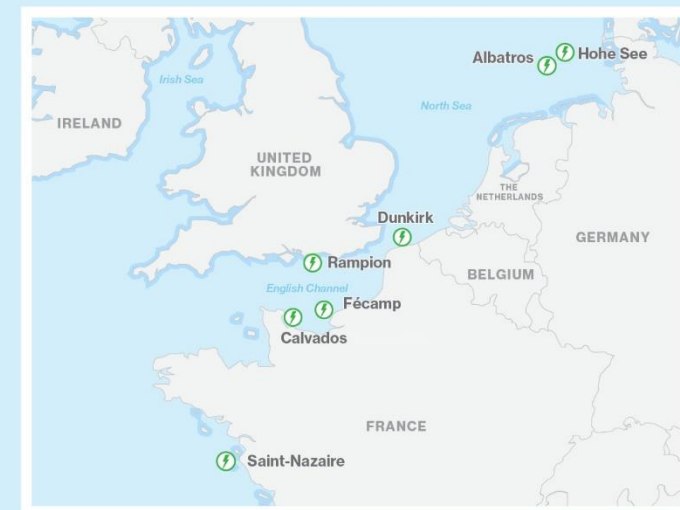 Albatros
Hohe See
Irish Sea
North Sea
IRELAND
UNITED
KINGDOM
THE
NETHERLANDS
Dunkirk
GERMANY
Rampion
BELGIUM
English Channel
Fécamp
Calvados
FRANCE
Saint-Nazaire